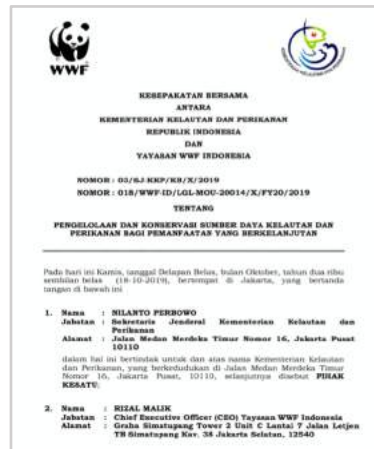 WWF
KESEPAKATAN BERSAMA
ANTARA
KEMENTERIAN KELAUTAN DAN PERIKANAN
REPUBLIK INDONESIA
DAN
YAYASAN WWF INDONESIA
NOMOR : 03/SJ-KKP/KB/X/2019
NOMOR : 018/WWF-ID/LGL-MOU-20014/X/FY20/2019
TENTANG
PENGELOLAAN DAN KONSERVASI SUMBER DAYA KELAUTAN DAN
PERIKANAN BAGI PEMANFAATAN YANG BERKELANJUTAN
Pada hari ini Kamis, tanggal Delapan Belas, bulan Oktober, tahun dua ribu
sembilan belas (18-10-2019), bertempat di Jakarta, yang bertanda
tangan di bawah ini
1. Nama : NILANTO PERBOWO
Jabatan : Sekretaris Jenderal Kementerian Kelautan dan
Perikanan
Alamat : Jalan Medan Merdeka Timur Nomor 16, Jakarta Pusat
10110
dalam hal ini bertindak untuk dan atas nama Kementerian Kelautan
dan Perikanan, yang berkedudukan di Jalan Medan Merdeka Timur
Nomor 16, Jakarta Pusat, 10110, selanjutnya disebut PIHAK
KESATU;
2. Nama : RIZAL MALIK
Jabatan : Chief Executive Officer (CEO) Yayasan WWF Indonesia
Alamat : Graha Simatupang Tower 2 Unit C Lantai 7 Jalan Letjen
TB Simatupang Kav. 38 Jakarta Selatan, 12540